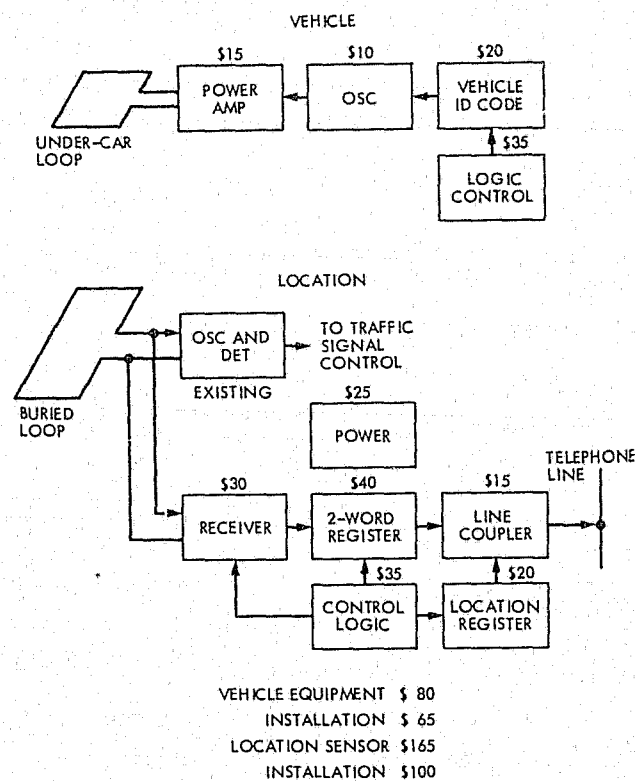 VEHICLE
$15
$10
$20
POWER
AMP
OSC
VEHICLE
ID CODE
UNDER-CAR
LOOP
$35
LOGIC
CONTROL
LOCATION
OSC AND
DET
TO TRAFFIC
SIGNAL
CONTROL
EXISTING
BURIED
LOOP
$25
POWER
TELEPHONE
LINE
$30
$40
$15
RECEIVER
2-WORD
REGISTER
LINE
COUPLER
$35
$20
CONTROL
LOGIC
LOCATION
REGISTER
VEHICLE EQUIPMENT $ 80
INSTALLATION $ 65
LOCATION SENSOR $165
INSTALLATION $100